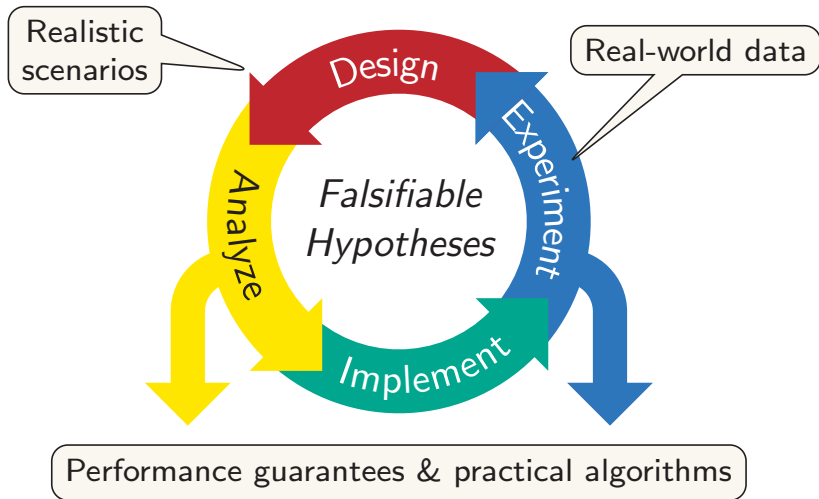 Realistic
scenarios
Design
Real-world data
Experiment
Analyze
Falsifiable
Hypotheses
Implement
Performance guarantees & practical algorithms